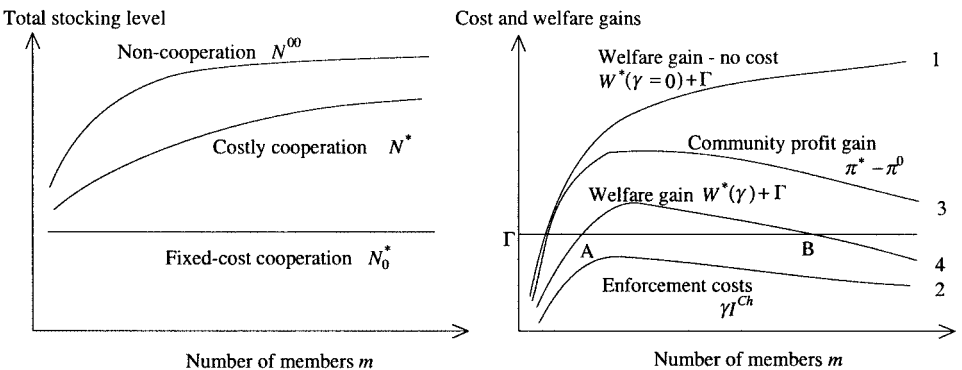 Total stocking level
Non-cooperation N^00
Costly cooperation N^*
Fixed-cost cooperation N_0^*
Number of members m
Cost and welfare gains
Welfare gain - no cost
W^*(γ = 0) + Γ
1
Community profit gain
π^* − π^0
3
Welfare gain W^*(γ) + Γ
Γ
A
B
4
2
Enforcement costs
γI^Ch
Number of members m